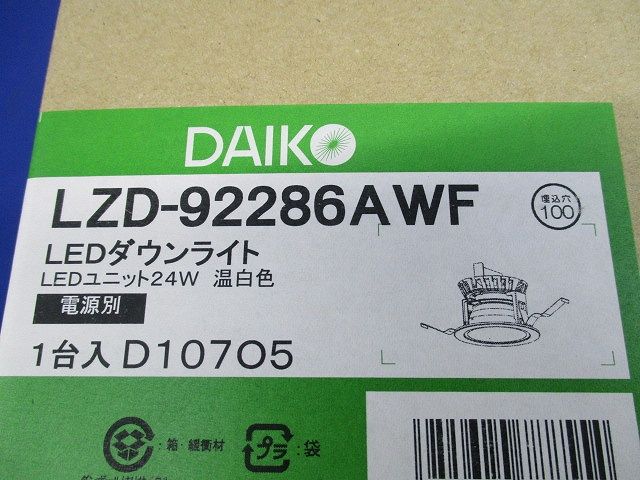 DAIKO
LZD-92286AWF
埋込穴
100
LEDダウンライト
LEDユニット24W 温白色
電源別
1台入 D10705
:箱・緩衝材
プラ
:袋